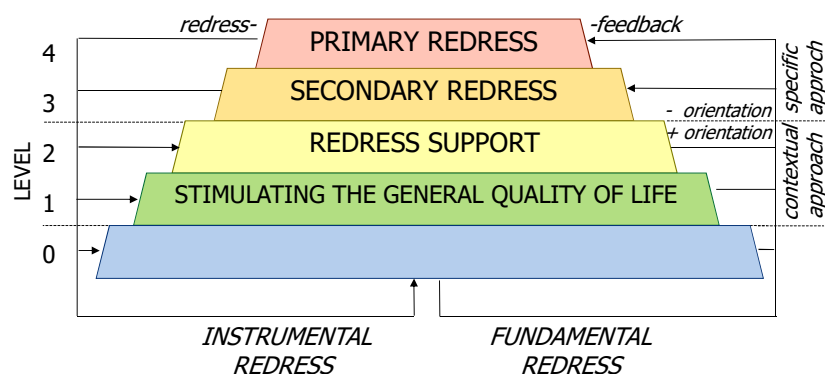 redress-
-feedback
4
PRIMARY REDRESS
3
SECONDARY REDRESS
specific
approch
- orientation
+ orientation
2
REDRESS SUPPORT
LEVEL
1
STIMULATING THE GENERAL QUALITY OF LIFE
contextual
approach
0
INSTRUMENTAL
REDRESS
FUNDAMENTAL
REDRESS